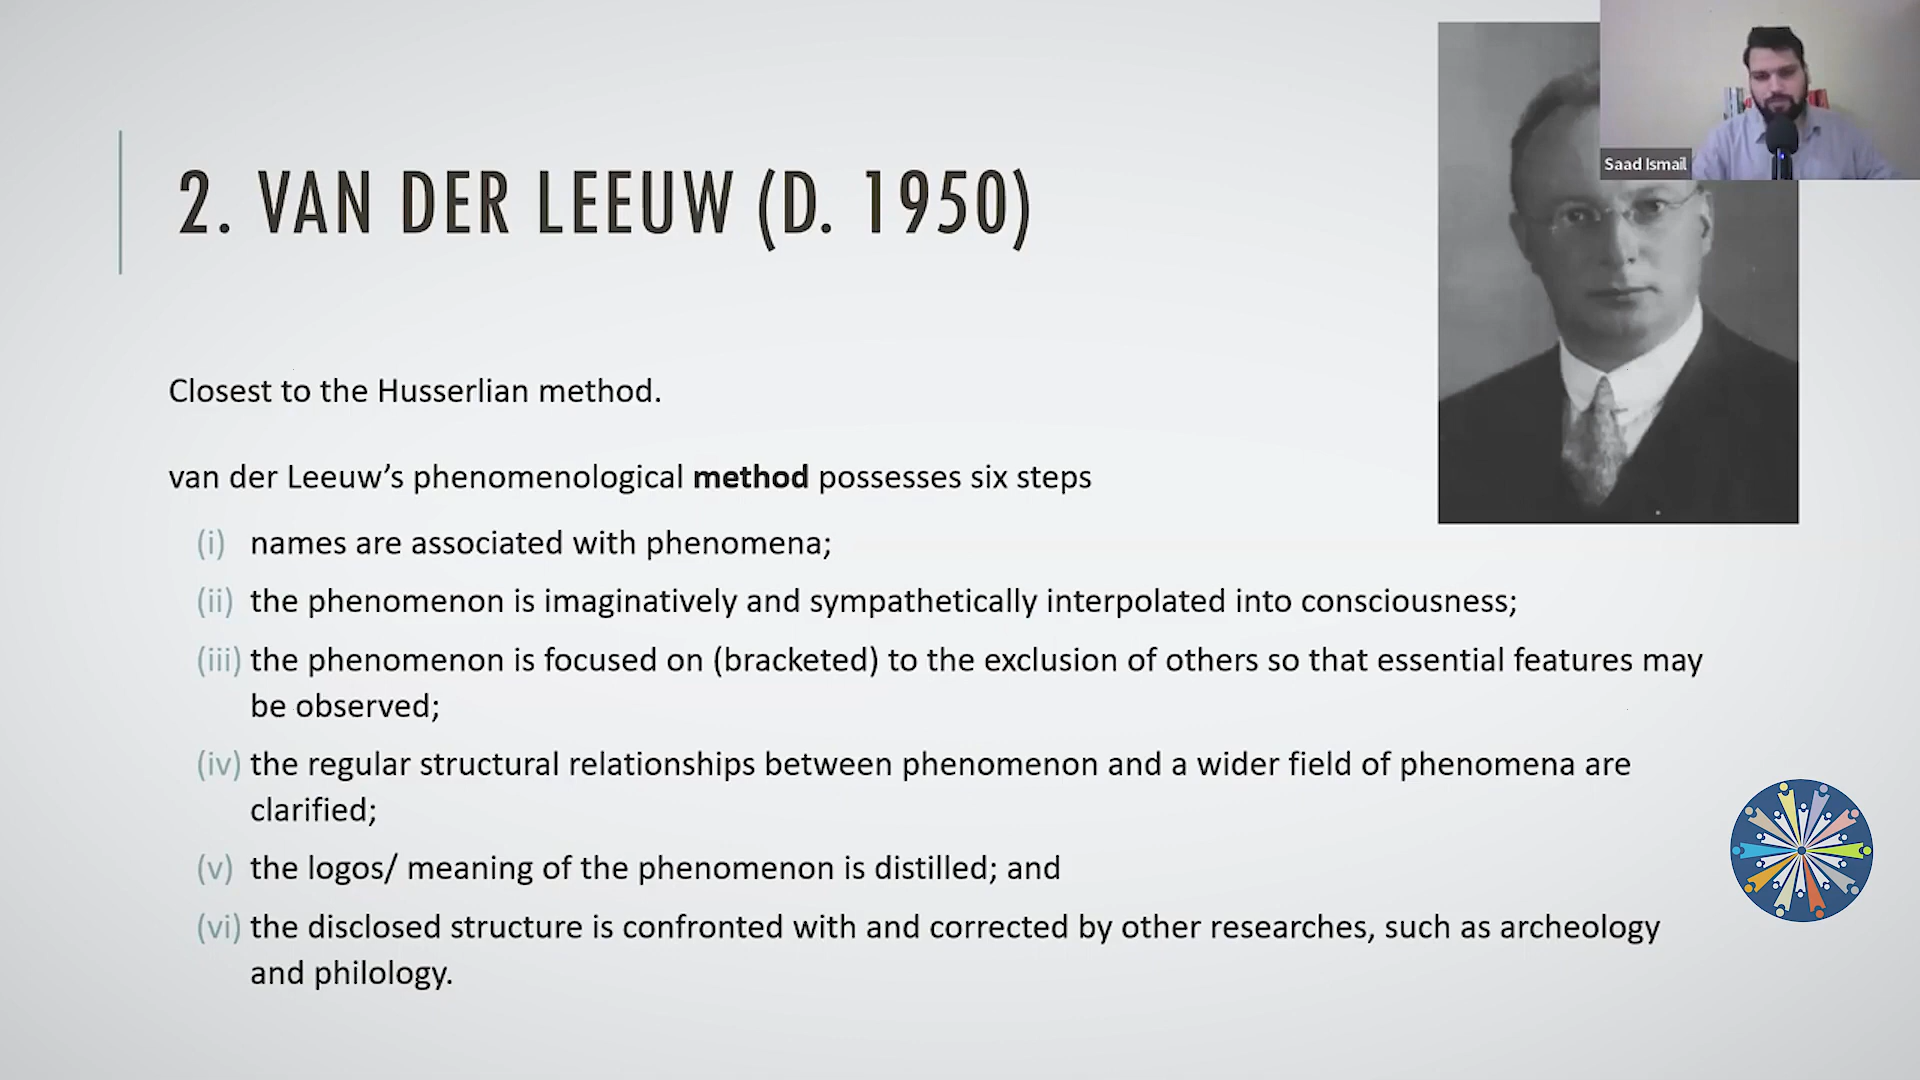 Saad Ismail
2. VAN DER LEEUW (D. 1950)
Closest to the Husserlian method.
van der Leeuw’s phenomenological method possesses six steps
(i) names are associated with phenomena;
(ii) the phenomenon is imaginatively and sympathetically interpolated into consciousness;
(iii) the phenomenon is focused on (bracketed) to the exclusion of others so that essential features may
be observed;
(iv) the regular structural relationships between phenomenon and a wider field of phenomena are
clarified;
(v) the logos/ meaning of the phenomenon is distilled; and
(vi) the disclosed structure is confronted with and corrected by other researches, such as archeology
and philology.